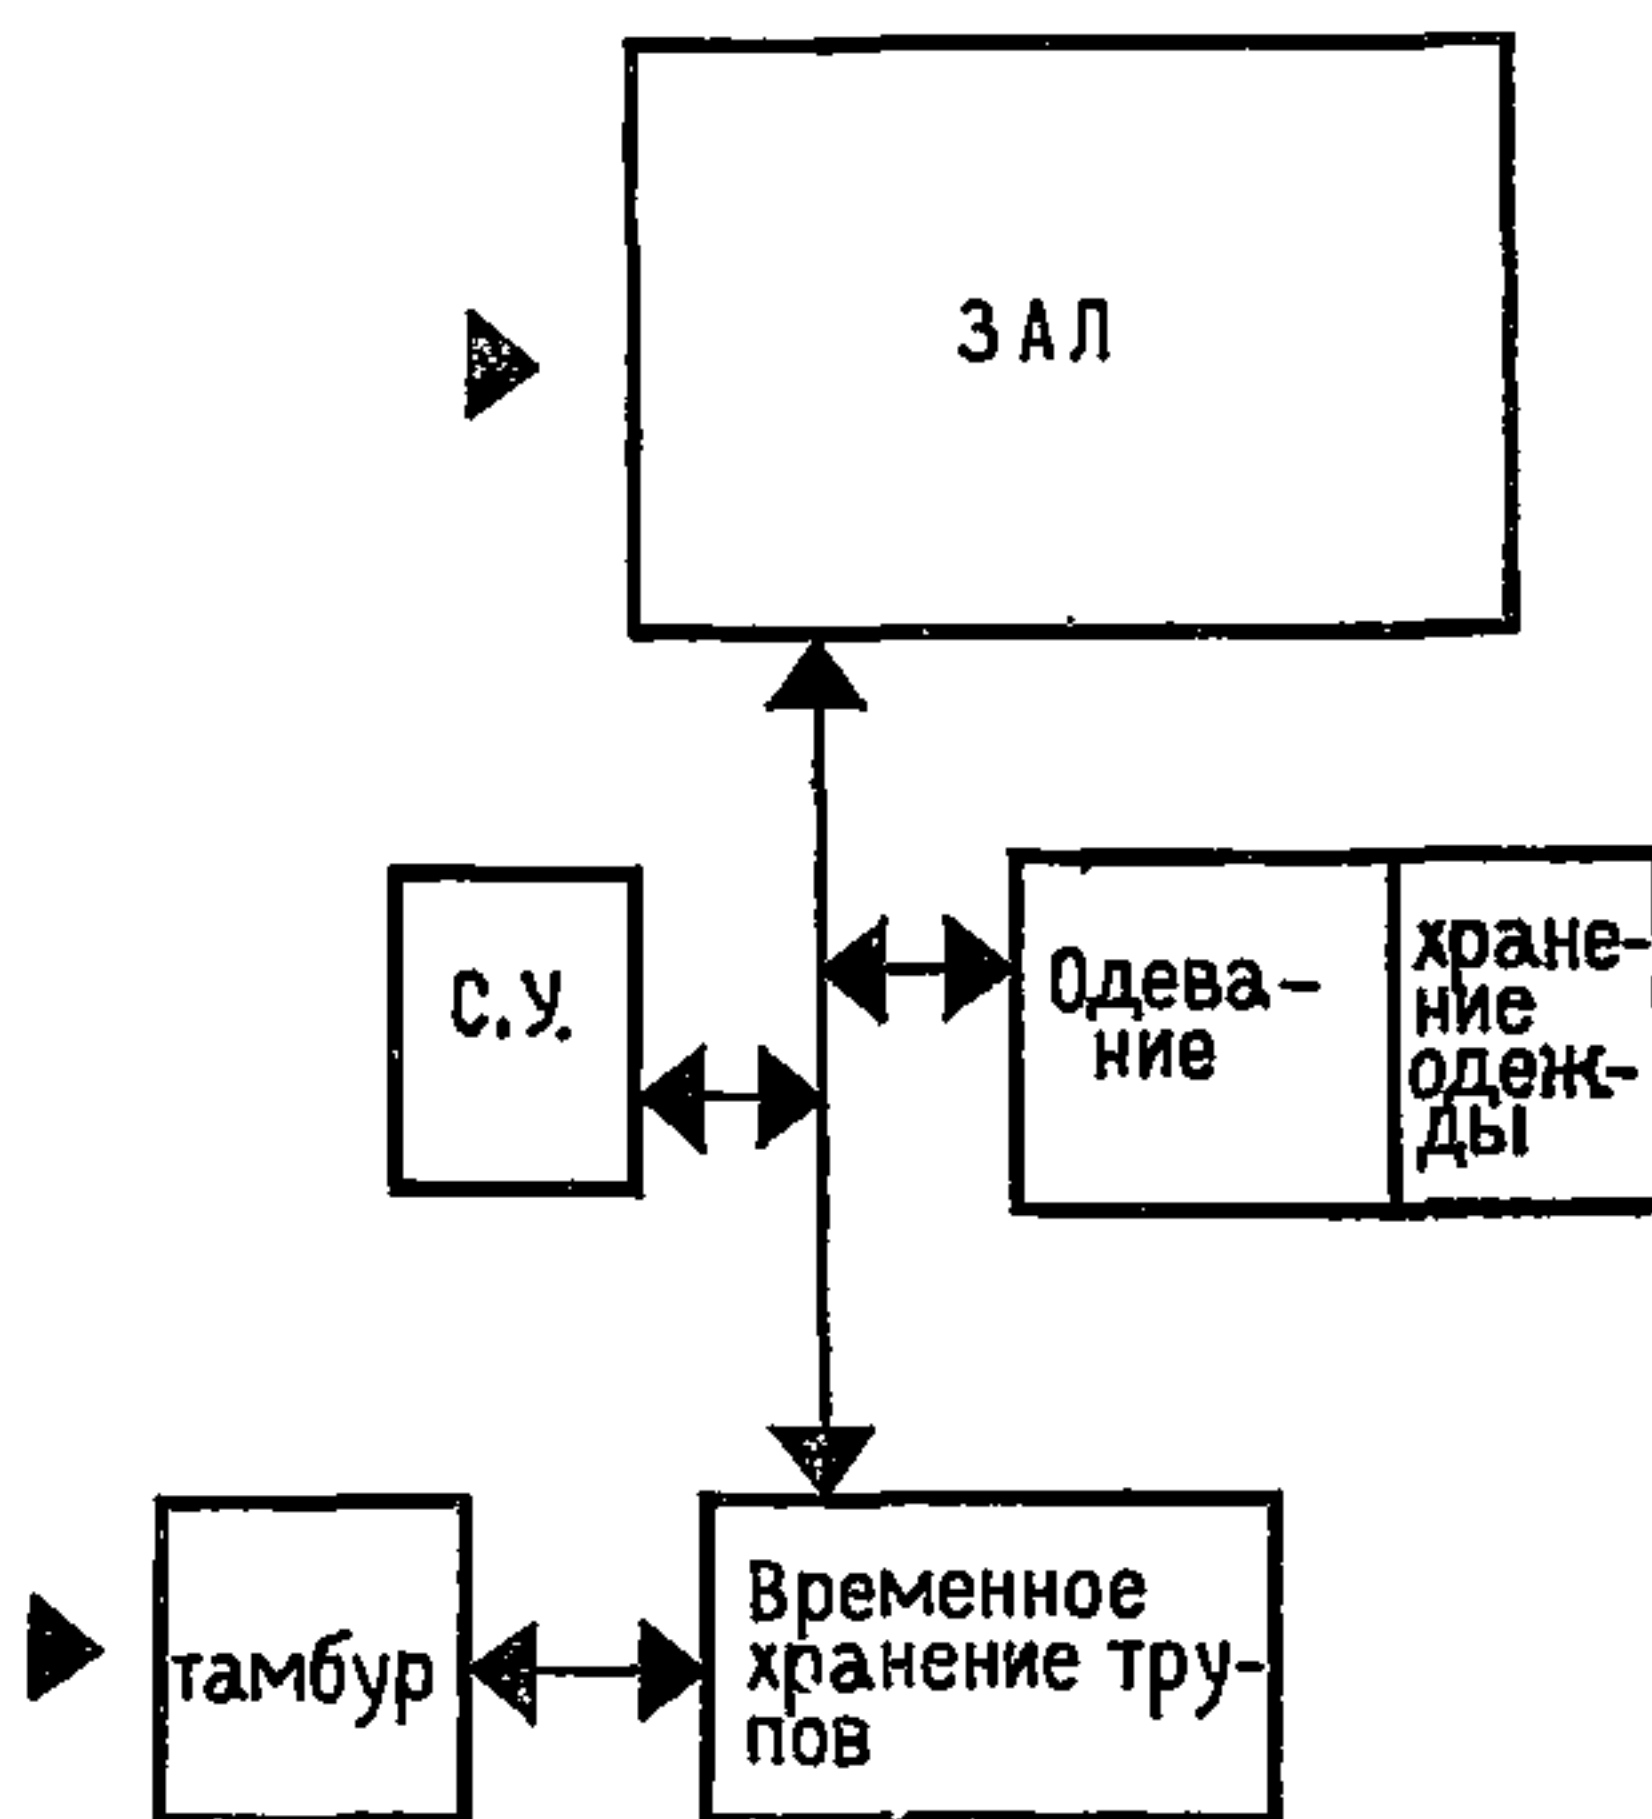 ЗАЛ
С.У.
Одева-
ние
хране-
ние
одеж-
ды
тамбур
Временное
хранение тру-
пов